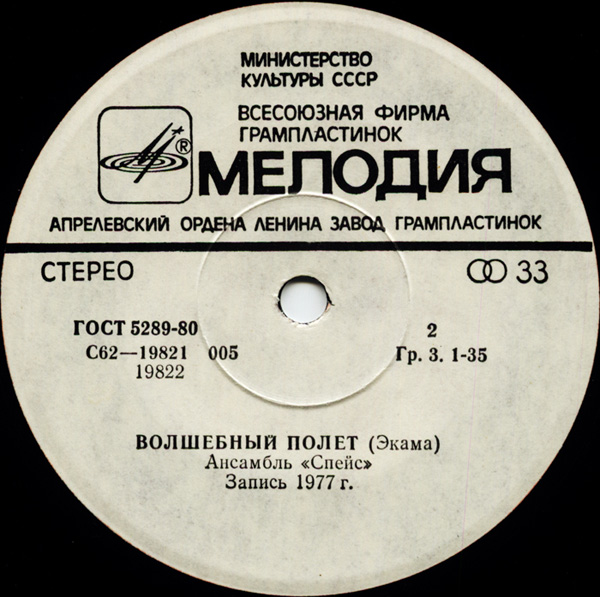 МИНИСТЕРСТВО
КУЛЬТУРЫ СССР
ВСЕСОЮЗНАЯ ФИРМА
ГРАМПЛАСТИНОК
®
МЕЛОДИЯ
АПРЕЛЕВСКИЙ ОРДЕНА ЛЕНИНА ЗАВОД ГРАМПЛАСТИНОК
СТЕРЕО 33
ГОСТ 5289-80 2
С62—19821 005 Гр. 3. 1-35
19822
ВОЛШЕБНЫЙ ПОЛЕТ (Экама)
Ансамбль «Спейс»
Запись 1977 г.